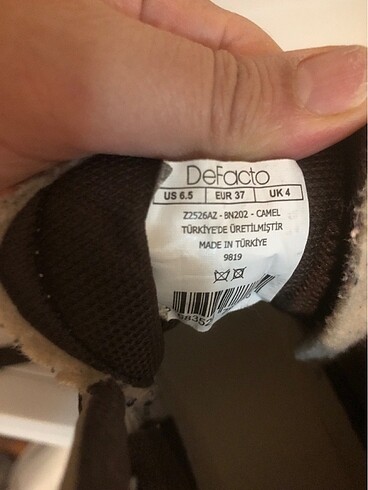 DeFacto
US 6.5 EUR 37 UK 4
Z2526AZ - BN202 - CAMEL
TÜRKİYE'DE ÜRETİLMİŞTİR
MADE IN TÜRKİYE
9819